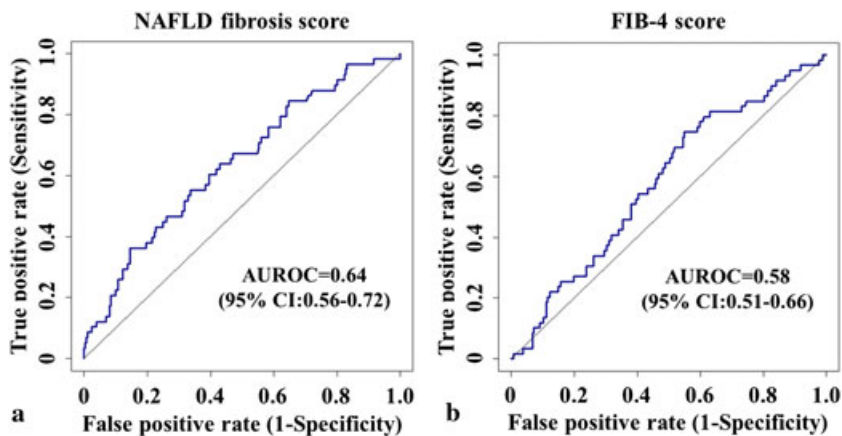 NAFLD fibrosis score
True positive rate (Sensitivity)
1.0
0.8
0.6
0.4
0.2
0
AUROC=0.64
(95% CI:0.56-0.72)
0 0.2 0.4 0.6 0.8 1.0
a False positive rate (1-Specificity)
FIB-4 score
True positive rate (Sensitivity)
1.0
0.8
0.6
0.4
0.2
0
AUROC=0.58
(95% CI:0.51-0.66)
0 0.2 0.4 0.6 0.8 1.0
b False positive rate (1-Specificity)